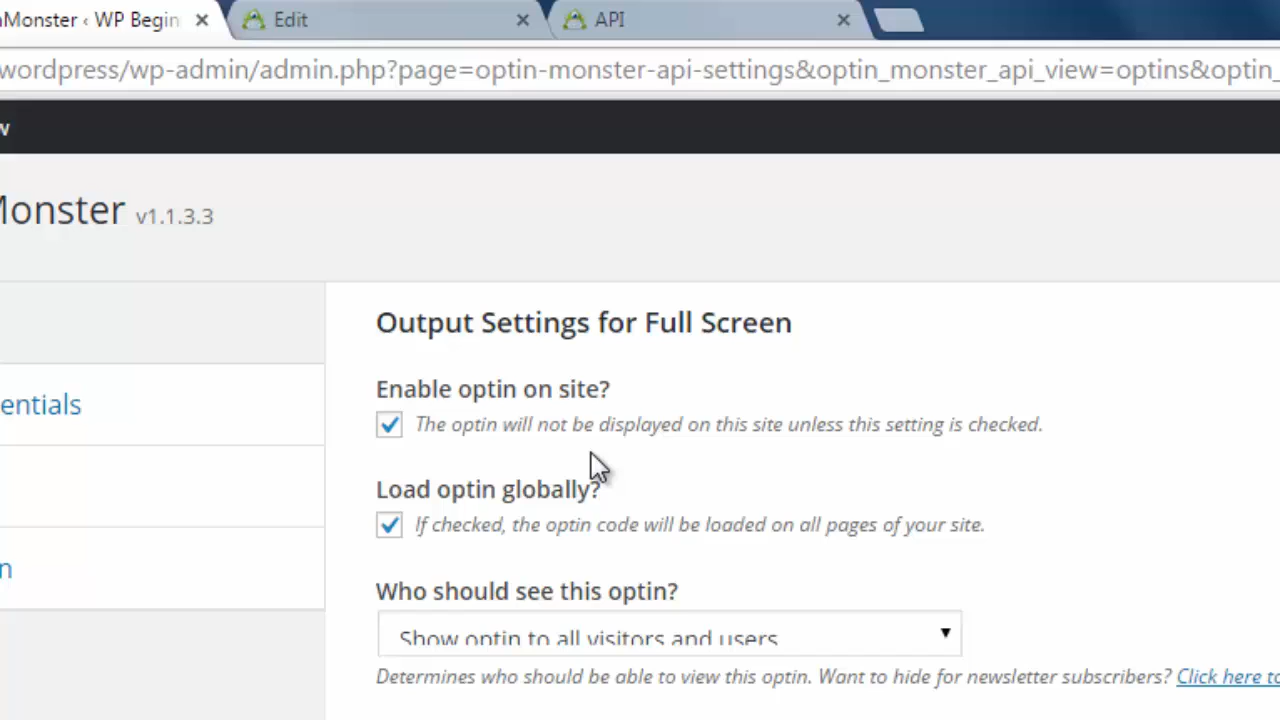 Monster ‹ WP Begin
Edit
API
wordpress/wp-admin/admin.php?page=optin-monster-api-settings&optin_monster_api_view=optins&optin_
w
Monster v1.1.3.3
Output Settings for Full Screen
entials
Enable optin on site?
The optin will not be displayed on this site unless this setting is checked.
Load optin globally?
If checked, the optin code will be loaded on all pages of your site.
n
Who should see this optin?
Show optin to all visitors and users
Determines who should be able to view this optin. Want to hide for newsletter subscribers? Click here to